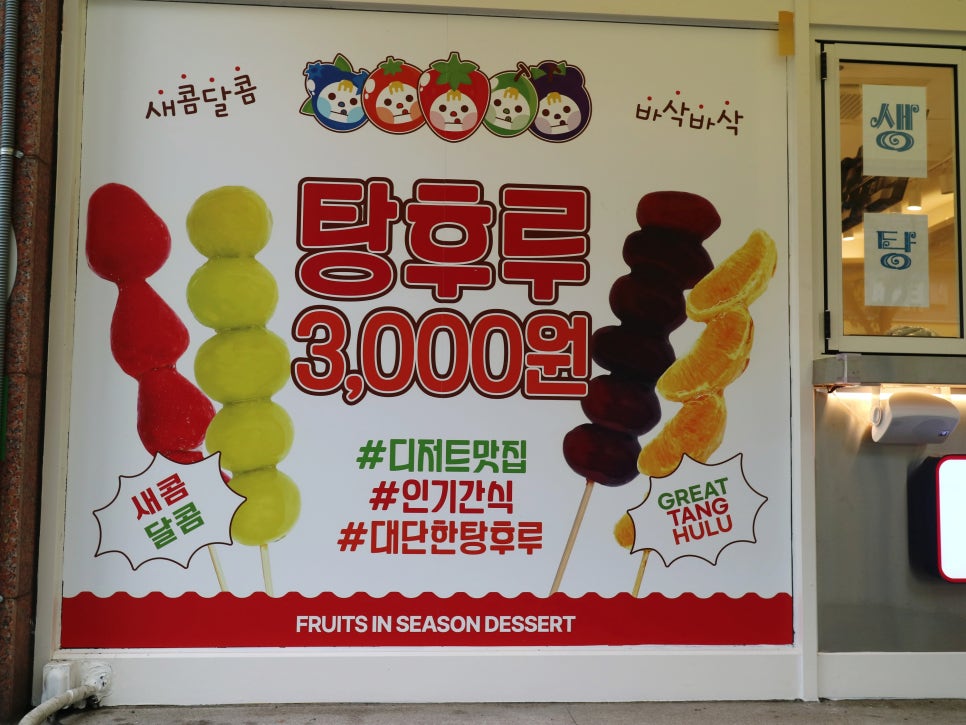 새콤달콤
바삭바삭
탕후루
3,000원
#디저트맛집
#인기간식
#대단한탕후루
새콤
달콤
GREAT
TANG
HULU
FRUITS IN SEASON DESSERT
생
탕